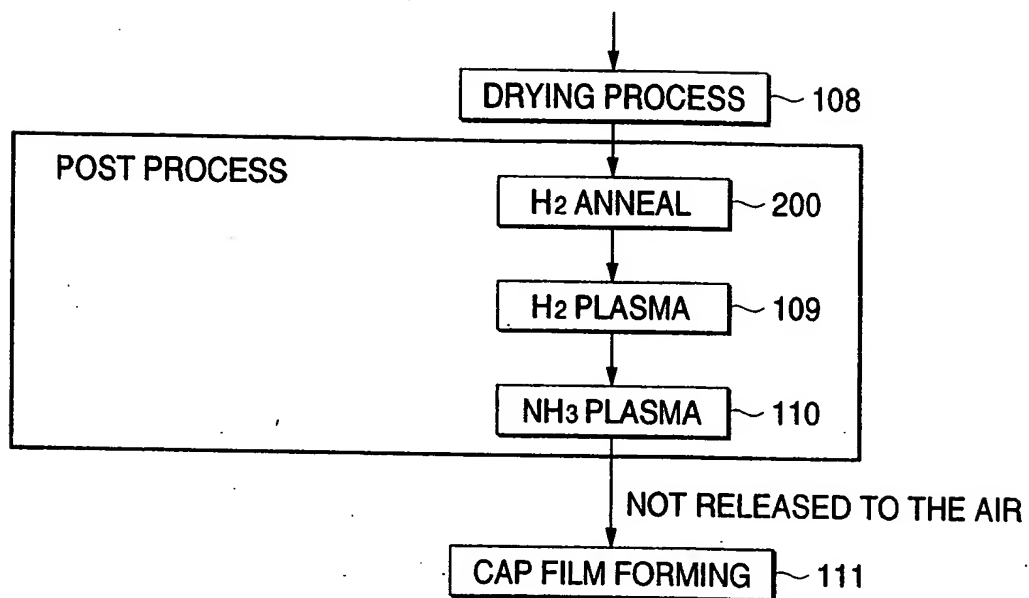 DRYING PROCESS 108
POST PROCESS
H2 ANNEAL 200
H2 PLASMA 109
NH3 PLASMA 110
NOT RELEASED TO THE AIR
CAP FILM FORMING 111